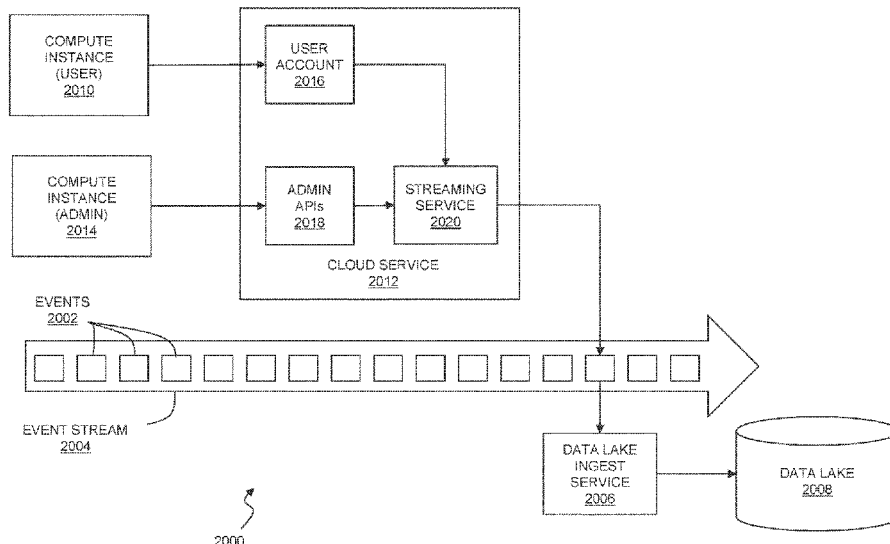 COMPUTE
INSTANCE
(USER)
2010
USER
ACCOUNT
2016
COMPUTE
INSTANCE
(ADMIN)
2014
ADMIN
APIs
2018
STREAMING
SERVICE
2020
CLOUD SERVICE
2012
EVENTS
2002
EVENT STREAM
2004
DATA LAKE
INGEST
SERVICE
2006
DATA LAKE
2008
2000